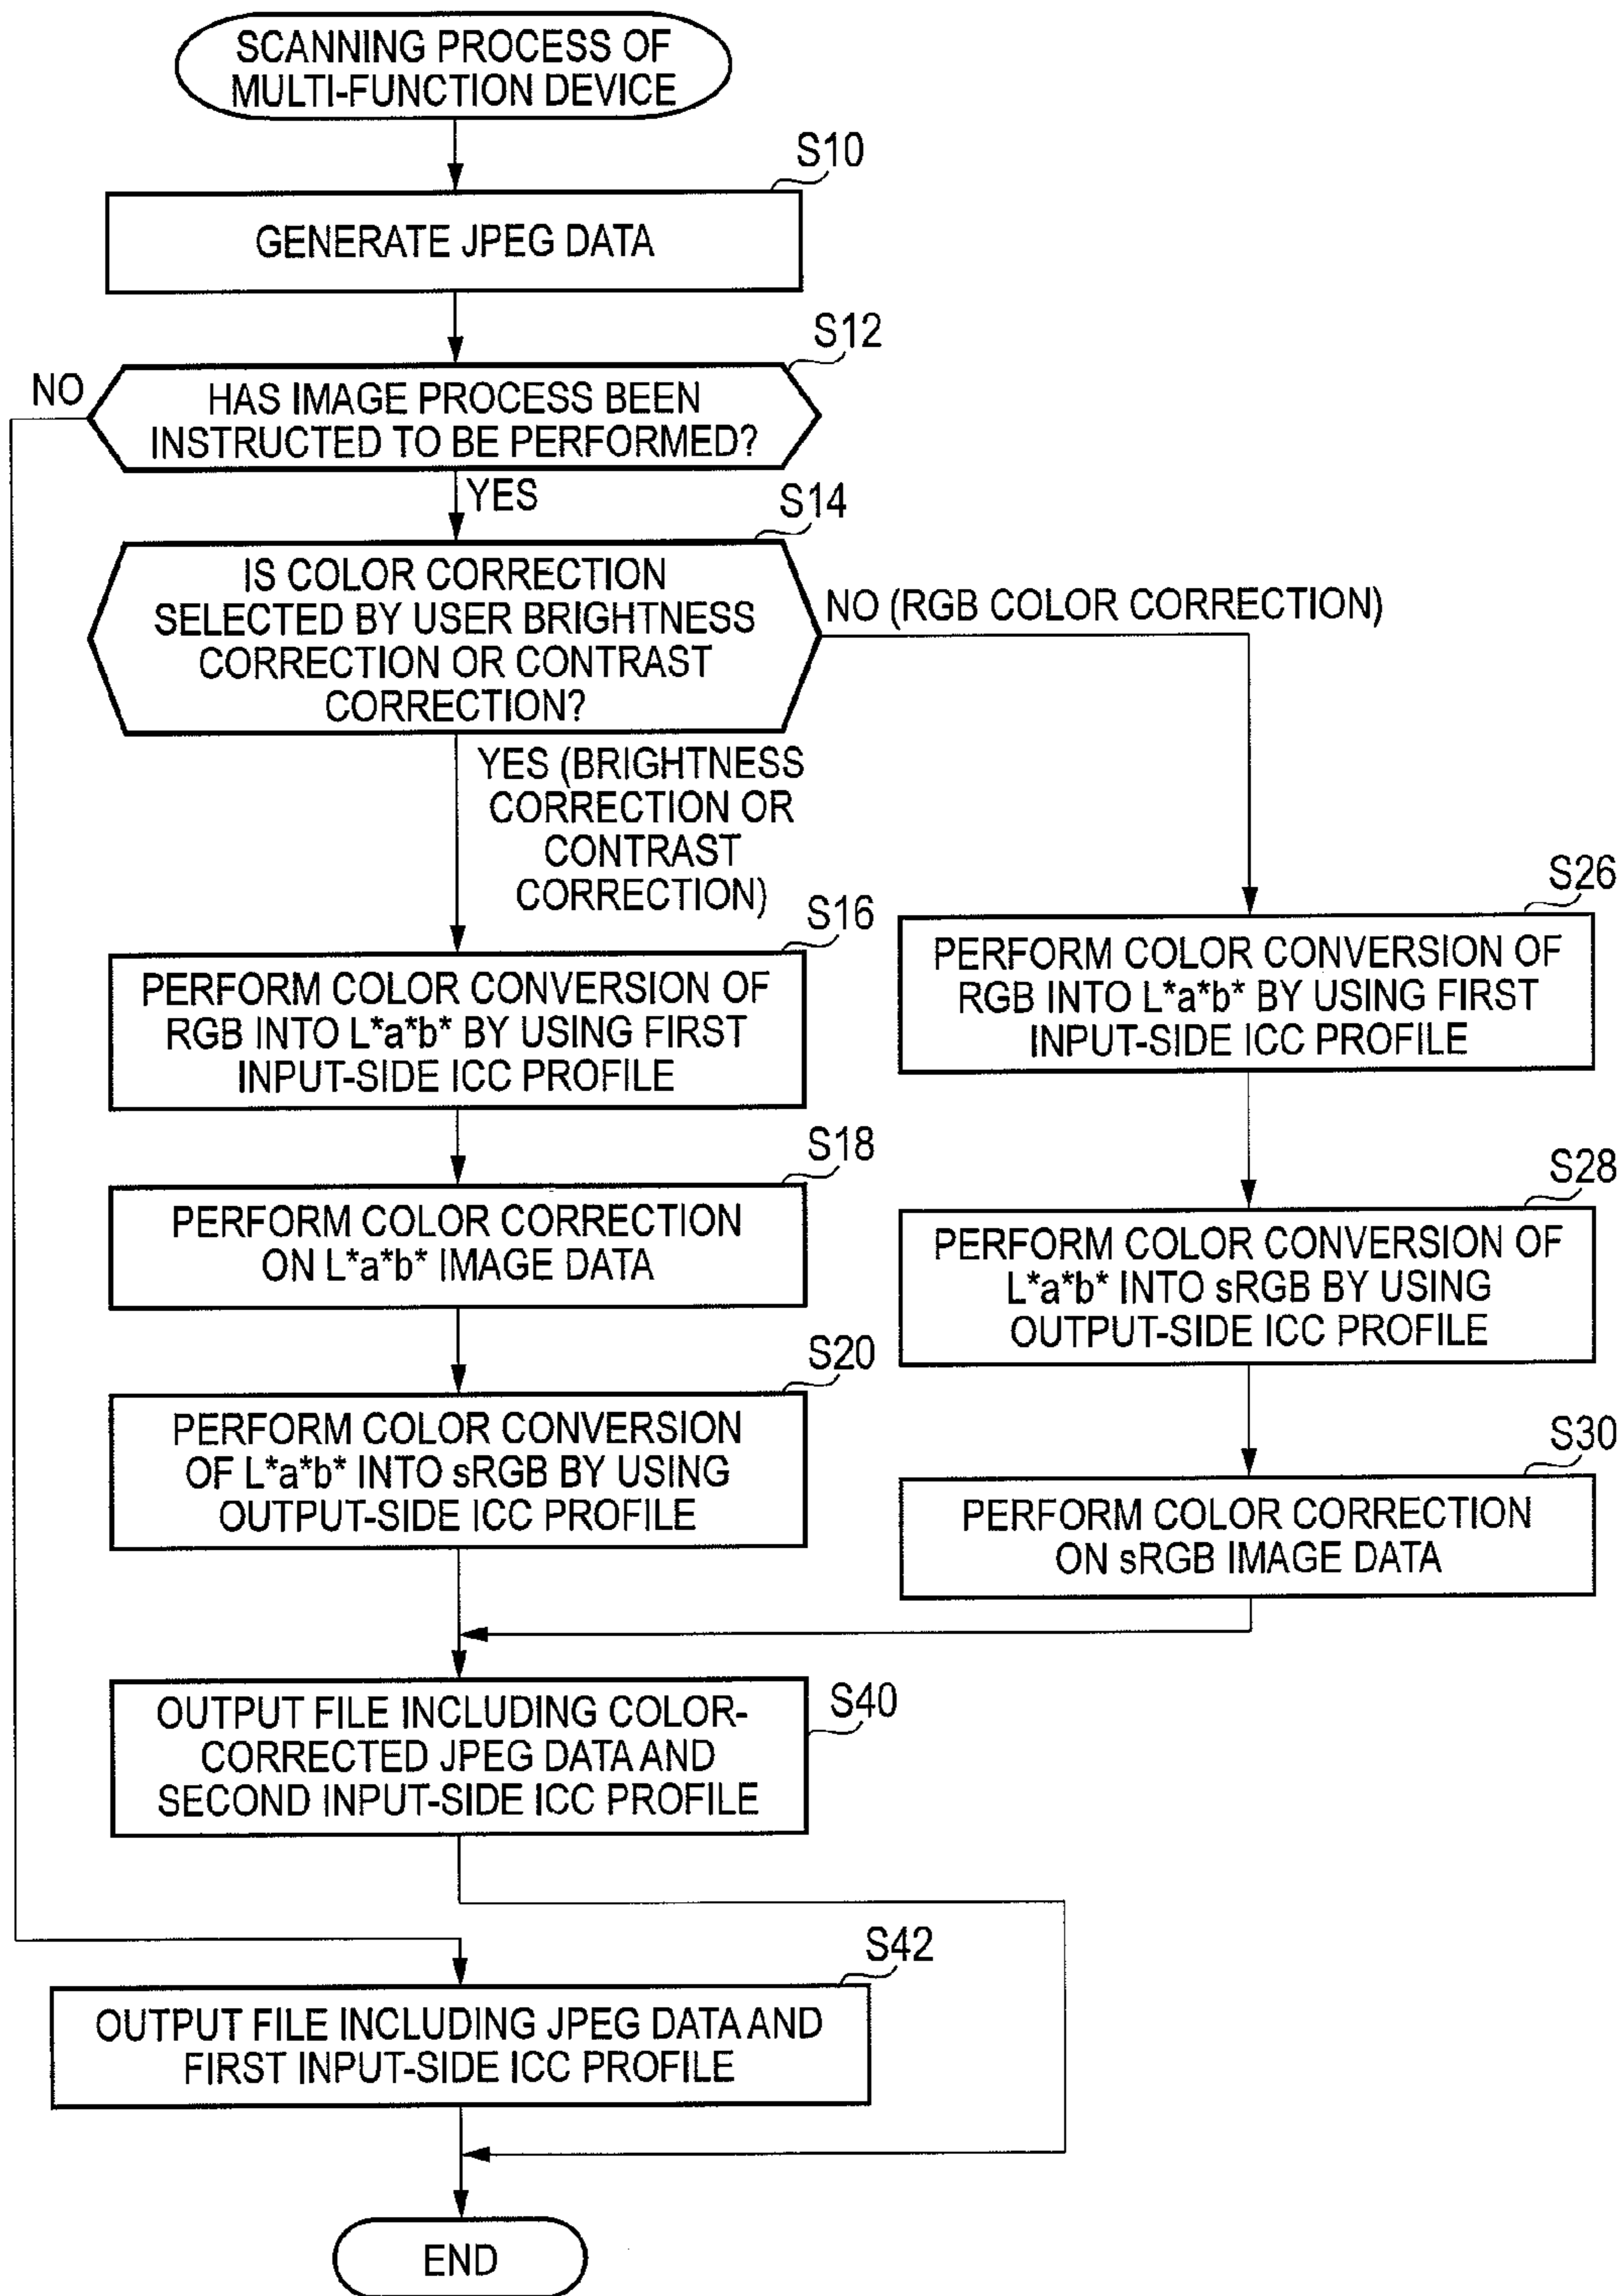 SCANNING PROCESS OF
MULTI-FUNCTION DEVICE
S10
GENERATE JPEG DATA
S12
NO
HAS IMAGE PROCESS BEEN
INSTRUCTED TO BE PERFORMED?
YES
S14
IS COLOR CORRECTION
SELECTED BY USER BRIGHTNESS
CORRECTION OR CONTRAST
CORRECTION?
NO (RGB COLOR CORRECTION)
YES (BRIGHTNESS
CORRECTION OR
CONTRAST
CORRECTION)
S16
PERFORM COLOR CONVERSION OF
RGB INTO L*a*b* BY USING FIRST
INPUT-SIDE ICC PROFILE
S18
PERFORM COLOR CORRECTION
ON L*a*b* IMAGE DATA
S20
PERFORM COLOR CONVERSION
OF L*a*b* INTO sRGB BY USING
OUTPUT-SIDE ICC PROFILE
S26
PERFORM COLOR CONVERSION OF
RGB INTO L*a*b* BY USING FIRST
INPUT-SIDE ICC PROFILE
S28
PERFORM COLOR CONVERSION OF
L*a*b* INTO sRGB BY USING
OUTPUT-SIDE ICC PROFILE
S30
PERFORM COLOR CORRECTION
ON sRGB IMAGE DATA
S40
OUTPUT FILE INCLUDING COLOR-
CORRECTED JPEG DATA AND
SECOND INPUT-SIDE ICC PROFILE
S42
OUTPUT FILE INCLUDING JPEG DATA AND
FIRST INPUT-SIDE ICC PROFILE
END